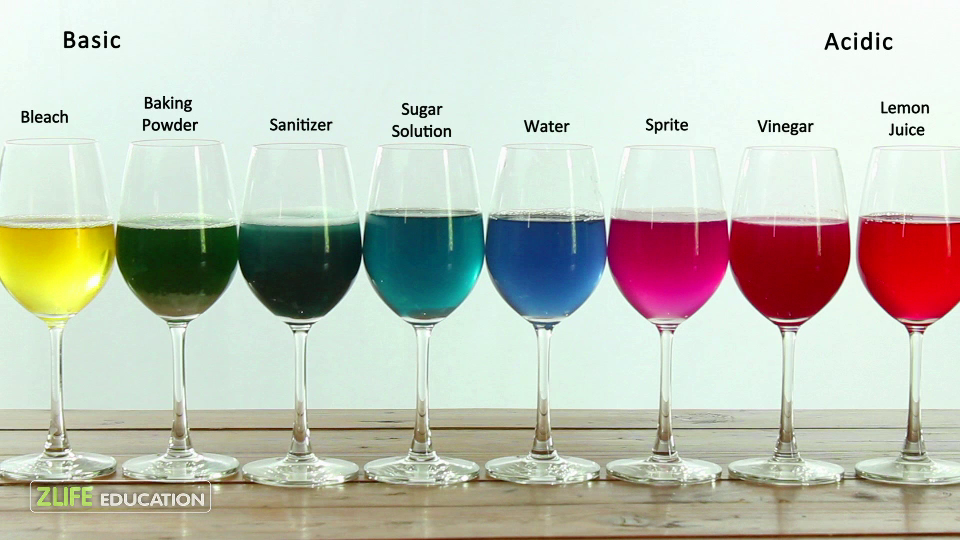 Basic
Acidic
Bleach
Baking
Powder
Sanitizer
Sugar
Solution
Water
Sprite
Vinegar
Lemon
Juice
ZLIFE EDUCATION